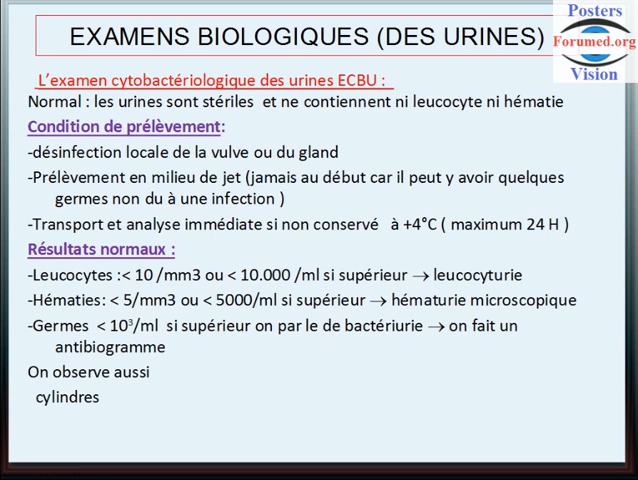 Posters
Forumed.org
Vision
EXAMENS BIOLOGIQUES (DES URINES)
L’examen cytobactériologique des urines ECBU :
Normal : les urines sont stériles et ne contiennent ni leucocyte ni hématie
Condition de prélèvement:
-désinfection locale de la vulve ou du gland
-Prélèvement en milieu de jet (jamais au début car il peut y avoir quelques
germes non du à une infection )
-Transport et analyse immédiate si non conservé à +4°C ( maximum 24 H )
Résultats normaux :
-Leucocytes :< 10 /mm3 ou < 10.000 /ml si supérieur → leucocyturie
-Hématies: < 5/mm3 ou < 5000/ml si supérieur → hématurie microscopique
-Germes < 10³/ml si supérieur on par le de bactériurie → on fait un
antibiogramme
On observe aussi
cylindres